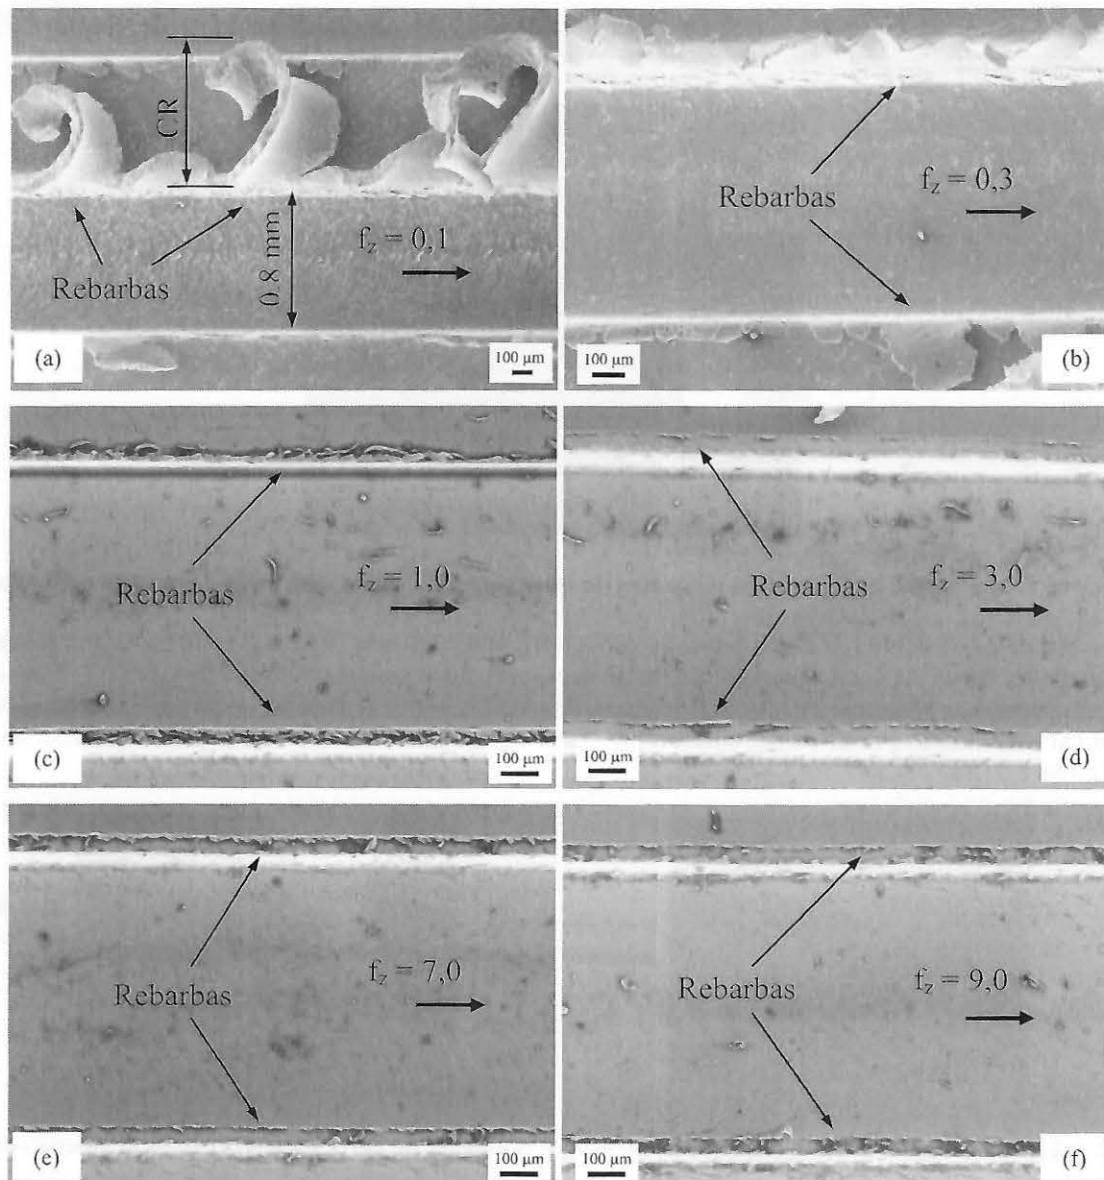 CR
Rebarbas
0,8 mm
f_z = 0,1
(a)
100 µm
Rebarbas
f_z = 0,3
100 µm
(b)
Rebarbas
f_z = 1,0
(c)
100 µm
Rebarbas
f_z = 3,0
100 µm
(d)
Rebarbas
f_z = 7,0
(e)
100 µm
Rebarbas
f_z = 9,0
100 µm
(f)